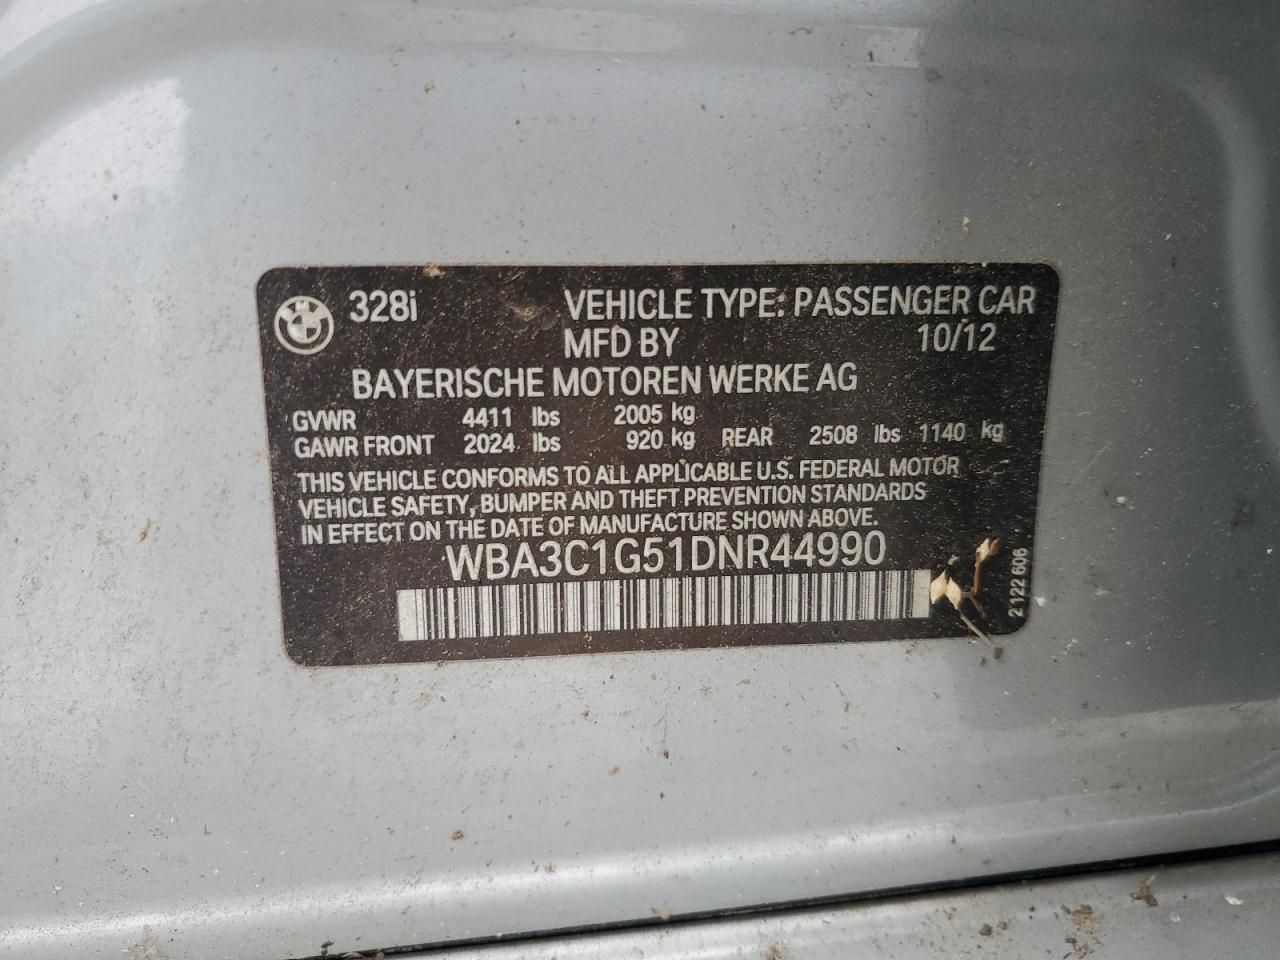 328i VEHICLE TYPE: PASSENGER CAR
MFD BY 10/12
BAYERISCHE MOTOREN WERKE AG
GVWR 4411 lbs 2005 kg
GAWR FRONT 2024 lbs 920 kg REAR 2508 lbs 1140 kg
THIS VEHICLE CONFORMS TO ALL APPLICABLE U.S. FEDERAL MOTOR
VEHICLE SAFETY, BUMPER AND THEFT PREVENTION STANDARDS
IN EFFECT ON THE DATE OF MANUFACTURE SHOWN ABOVE.
WBA3C1G51DNR44990
2 122 606